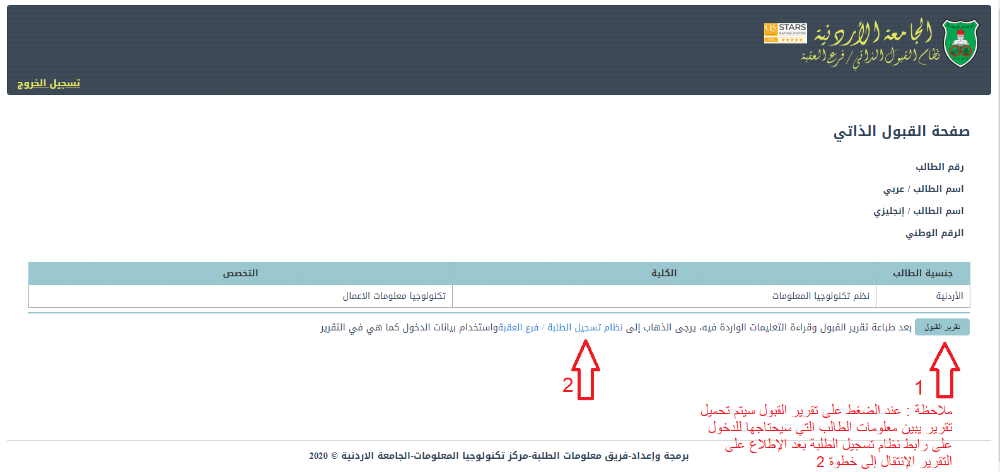 الجامعة الأردنية
QS STARS
RATING SYSTEM
نظام القبول الذاتي / فرع العقبة
تسجيل الخروج
صفحة القبول الذاتي
رقم الطالب
اسم الطالب / عربي
اسم الطالب / إنجليزي
الرقم الوطني
جنسية الطالب الكلية التخصص
الأردنية نظم تكنولوجيا المعلومات تكنولوجيا معلومات الاعمال
تقرير القبول بعد طباعة تقرير القبول وقراءة التعليمات الواردة فيه، يرجى الذهاب إلى نظام تسجيل الطلبة / فرع العقبةواستخدام بيانات الدخول كما هي في التقرير
1
2
ملاحظة : عند الضغط على تقرير القبول سيتم تحميل
تقرير يبين معلومات الطالب التي سيحتاجها للدخول
على رابط نظام تسجيل الطلبة بعد الإطلاع على
التقرير الإنتقال إلى خطوة 2
برمجة وإعداد-فريق معلومات الطلبة-مركز تكنولوجيا المعلومات-الجامعة الاردنية © 2020